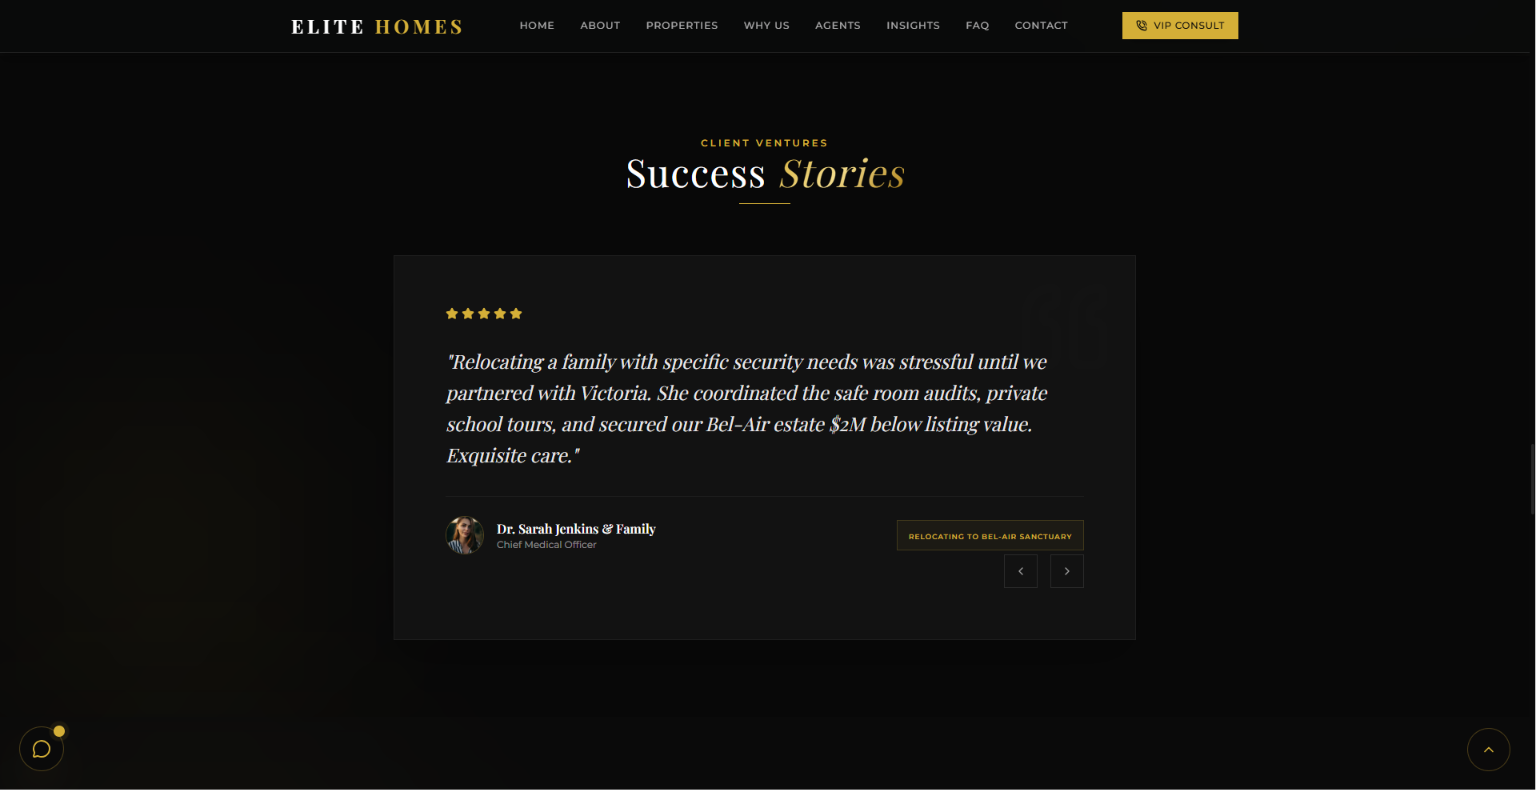 ELITE HOMES
HOME
ABOUT
PROPERTIES
WHY US
AGENTS
INSIGHTS
FAQ
CONTACT
VIP CONSULT
CLIENT VENTURES
Success Stories
"Relocating a family with specific security needs was stressful until we
partnered with Victoria. She coordinated the safe room audits, private
school tours, and secured our Bel-Air estate $2M below listing value.
Exquisite care."
Dr. Sarah Jenkins & Family
Chief Medical Officer
RELOCATING TO BEL-AIR SANCTUARY